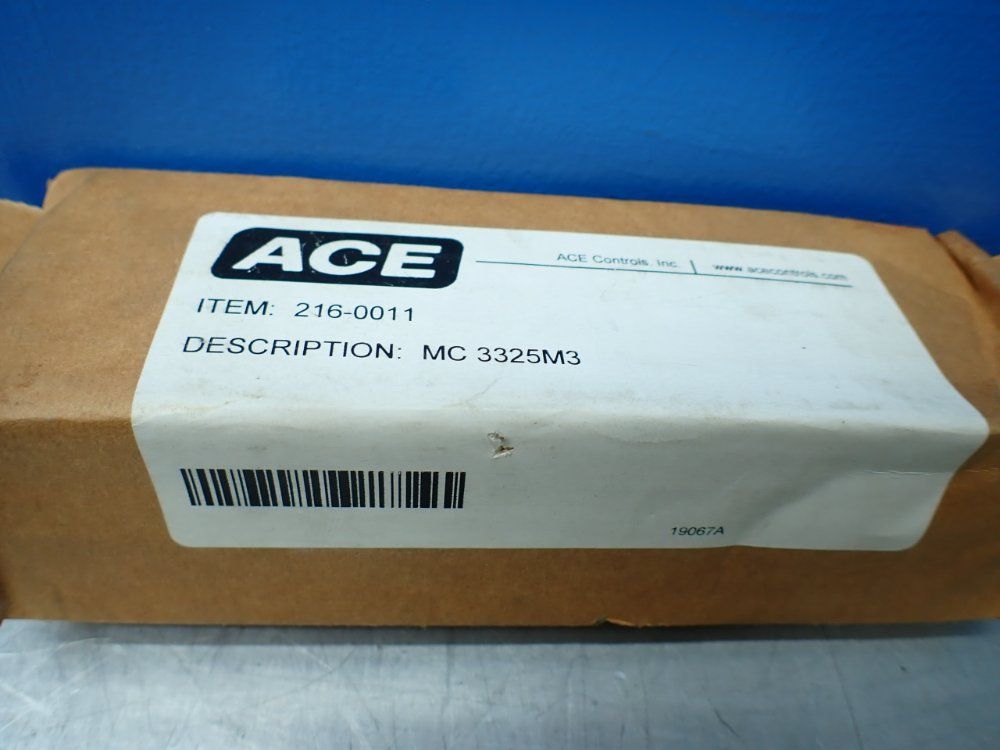 ACE
ACE Controls, Inc. | www.acecontrols.com
ITEM: 216-0011
DESCRIPTION: MC 3325M3
19067A